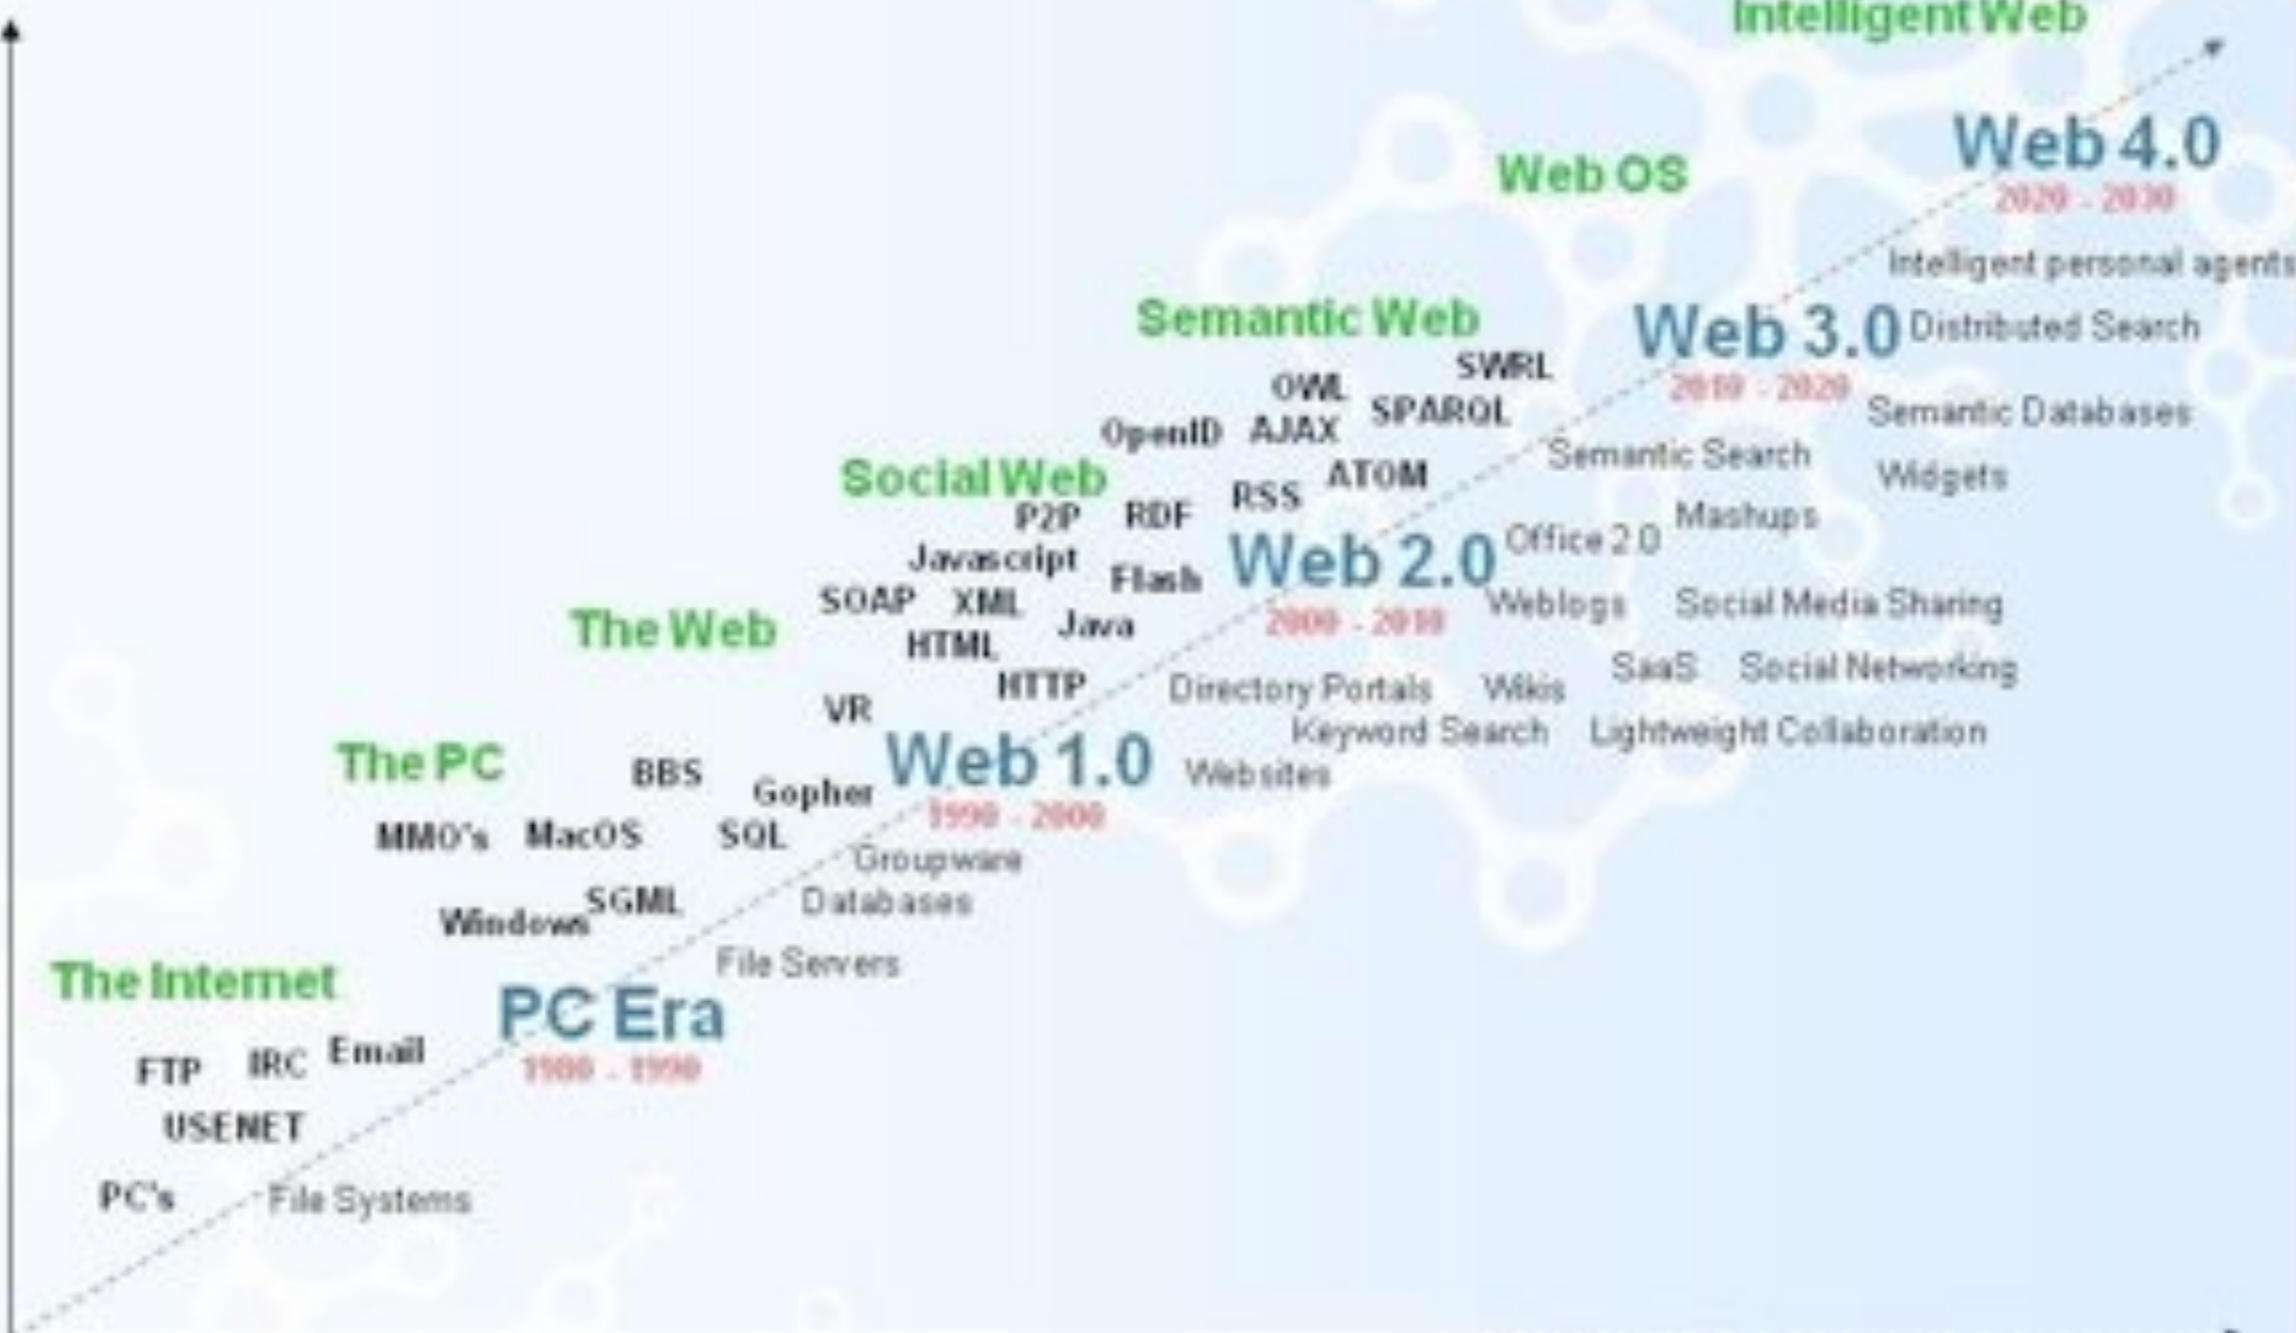 Intelligent Web
Web 4.0
2020 - 2030
Web OS
Intelligent personal agents
Semantic Web
Web 3.0
Distributed Search
2010 - 2020
SWRL
OWL
SPARQL
Semantic Databases
OpenID
AJAX
Semantic Search
Social Web
ATOM
Widgets
RSS
P2P
RDF
Mashups
Office 2.0
Javascript
Flash
Web 2.0
SOAP
XML
Weblogs
Social Media Sharing
2000 - 2010
The Web
Java
HTML
SaaS
Social Networking
HTTP
Directory Portals
Wikis
VR
Keyword Search
Lightweight Collaboration
The PC
Web 1.0
BBS
Websites
Gopher
1990 - 2000
MMO's
MacOS
SQL
Groupware
SGML
Databases
Windows
File Servers
The Internet
PC Era
Email
IRC
FTP
1980 - 1990
USENET
PC's
File Systems